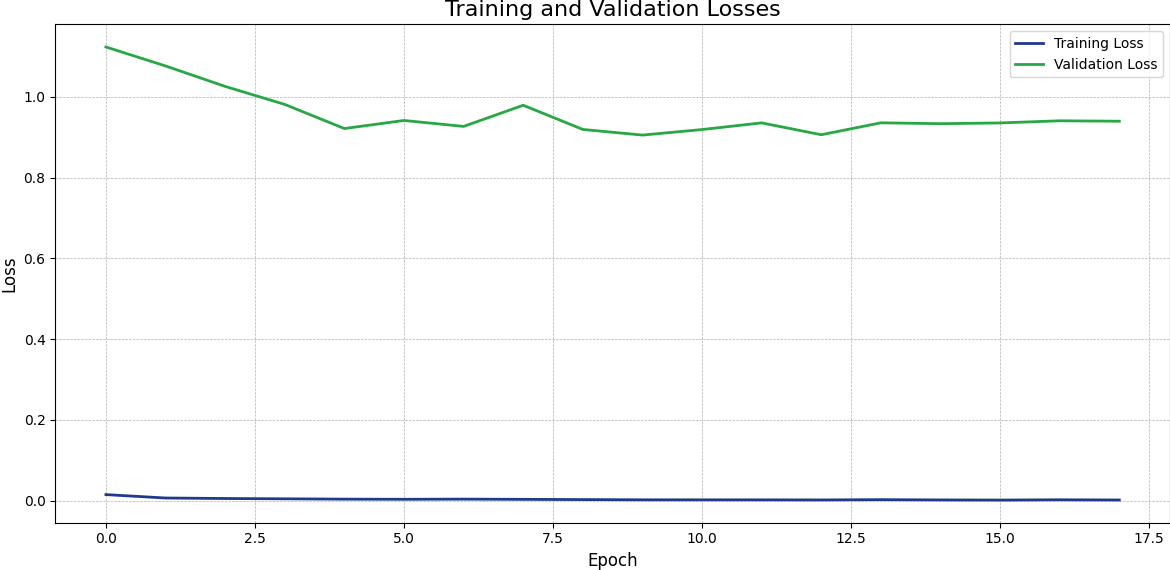 Training and Validation Losses
Training Loss
Validation Loss
Loss
1.0
0.8
0.6
0.4
0.2
0.0
0.0 2.5 5.0 7.5 10.0 12.5 15.0 17.5
Epoch